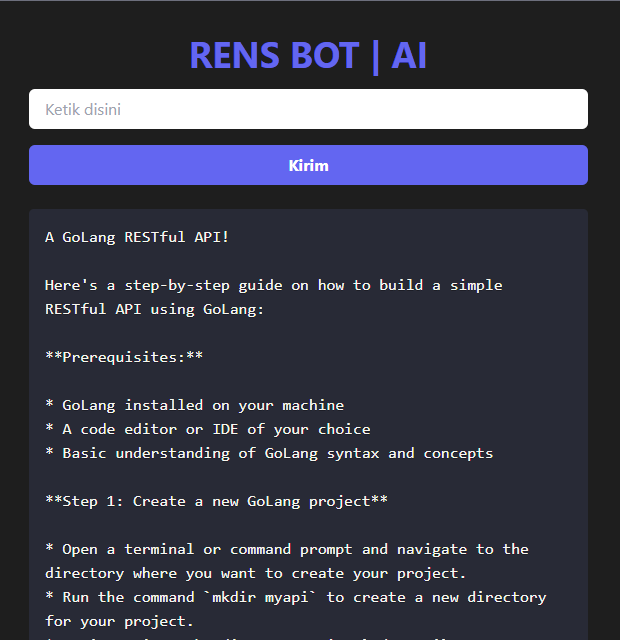 RENS BOT | AI
Ketik disini
Kirim
A GoLang RESTful API!
Here's a step-by-step guide on how to build a simple
RESTful API using GoLang:
**Prerequisites:**
* GoLang installed on your machine
* A code editor or IDE of your choice
* Basic understanding of GoLang syntax and concepts
**Step 1: Create a new GoLang project**
* Open a terminal or command prompt and navigate to the
directory where you want to create your project.
* Run the command `mkdir myapi` to create a new directory
for your project.